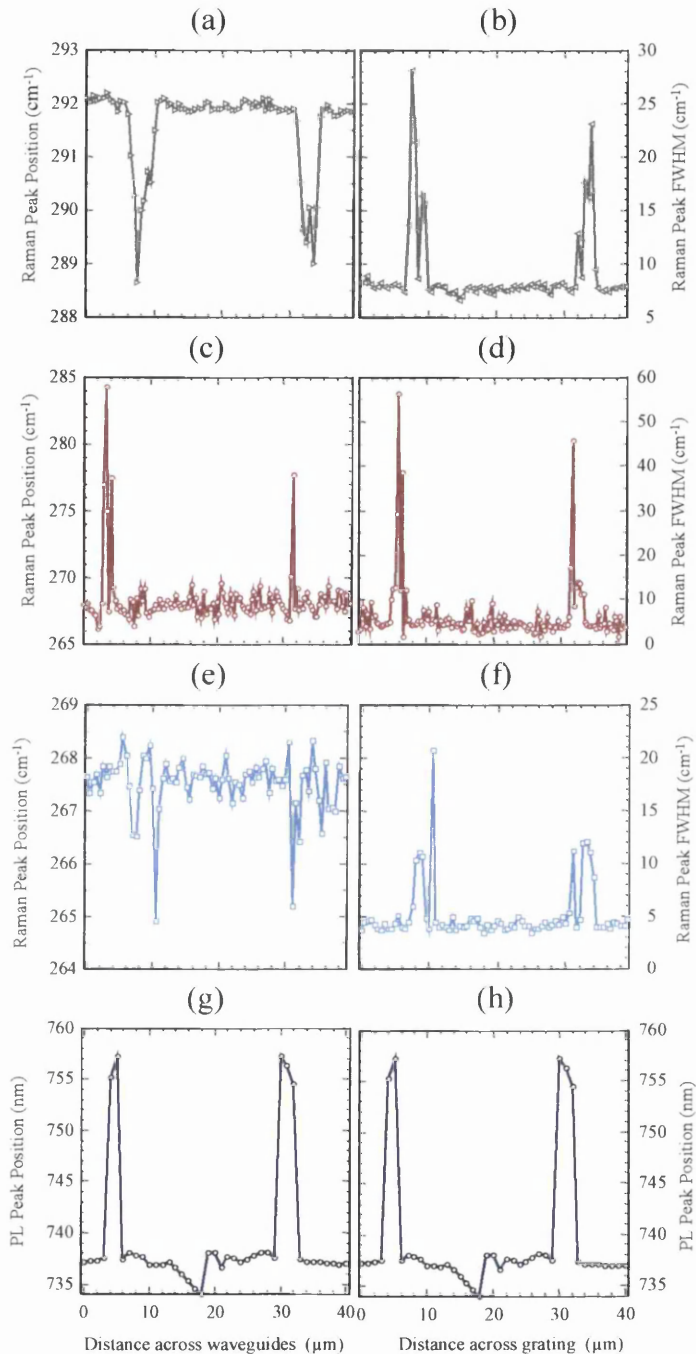 (a) (b)
293 30
292 25
291 20
290 15
289 10
288 5
Raman Peak Position (cm⁻¹) Raman Peak FWHM (cm⁻¹)
(c) (d)
285 60
50
280
40
275 30
20
270
10
265 0
Raman Peak Position (cm⁻¹) Raman Peak FWHM (cm⁻¹)
(e) (f)
269 25
268 20
267 15
266 10
265 5
264 0
Raman Peak Position (cm⁻¹) Raman Peak FWHM (cm⁻¹)
(g) (h)
760 760
755 755
750 750
745 745
740 740
735 735
PL Peak Position (nm) PL Peak Position (nm)
0 10 20 30 40 0 10 20 30 40
Distance across waveguides (µm) Distance across grating (µm)